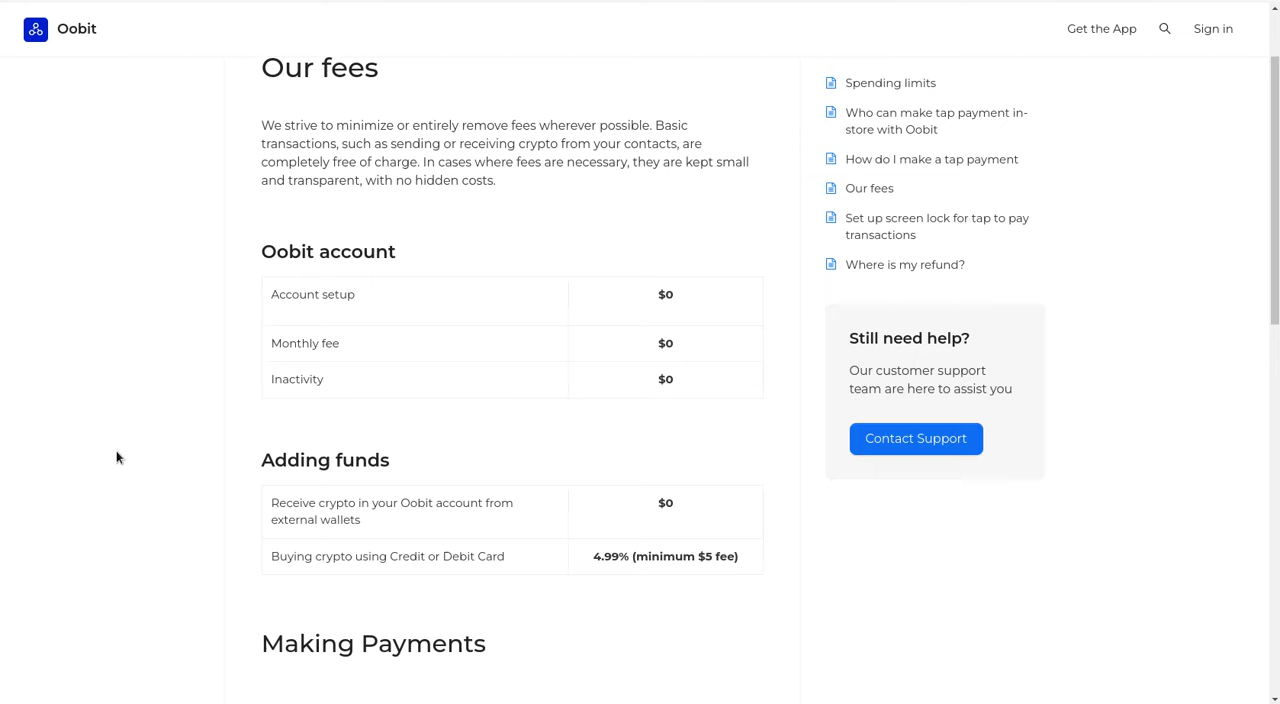 Oobit
Get the App
Sign in
Our fees
We strive to minimize or entirely remove fees wherever possible. Basic
transactions, such as sending or receiving crypto from your contacts, are
completely free of charge. In cases where fees are necessary, they are kept small
and transparent, with no hidden costs.
Oobit account
Account setup $0
Monthly fee $0
Inactivity $0
Adding funds
Receive crypto in your Oobit account from $0
external wallets
Buying crypto using Credit or Debit Card 4.99% (minimum $5 fee)
Making Payments
Spending limits
Who can make tap payment in-
store with Oobit
How do I make a tap payment
Our fees
Set up screen lock for tap to pay
transactions
Where is my refund?
Still need help?
Our customer support
team are here to assist you
Contact Support